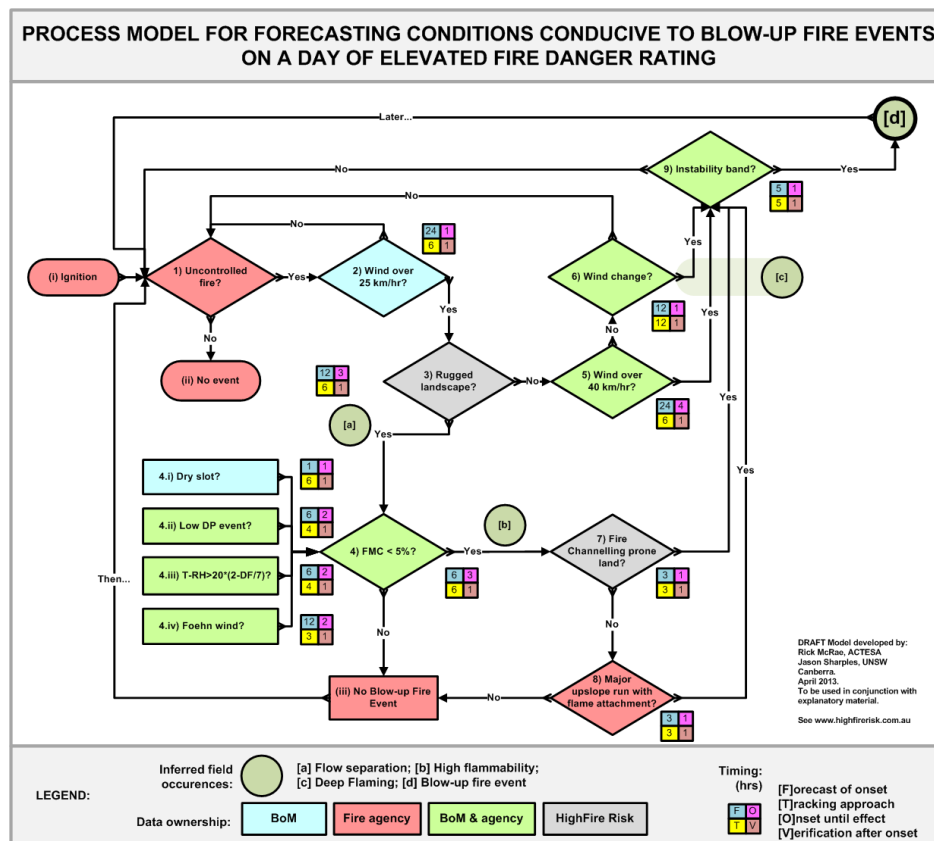 PROCESS MODEL FOR FORECASTING CONDITIONS CONDUCIVE TO BLOW-UP FIRE EVENTS
ON A DAY OF ELEVATED FIRE DANGER RATING
[d]
Later...
No
9) Instability band?
Yes
5 1
5 1
No
No
24 1
6 1
(i) Ignition
1) Uncontrolled
fire?
Yes
2) Wind over
25 km/hr?
6) Wind change?
Yes
[c]
12 1
12 1
Yes
Yes
No
No
(ii) No event
12 3
6 1
3) Rugged
landscape?
No
5) Wind over
40 km/hr?
24 4
6 1
Yes
[a]
Yes
Yes
4.i) Dry slot?
1 1
6 1
4.ii) Low DP event?
6 2
4 1
[b]
4) FMC < 5%?
Yes
7) Fire
Channelling prone
land?
4.iii) T-RH>20*(2-DF/7)?
6 2
4 1
6 3
6 1
3 1
3 1
Then...
4.iv) Foehn wind?
12 2
3 1
No
No
DRAFT Model developed by:
Rick McRae, ACTESA
Jason Sharples, UNSW
Canberra.
April 2013.
To be used in conjunction with
explanatory material.
See www.highfirerisk.com.au
(iii) No Blow-up Fire
Event
No
8) Major
upslope run with
flame attachment?
3 1
3 1
LEGEND:
Inferred field
occurences:
[a] Flow separation; [b] High flammability;
[c] Deep Flaming; [d] Blow-up fire event
Data ownership:
BoM
Fire agency
BoM & agency
HighFire Risk
Timing:
(hrs)
F O
T V
[F]orecast of onset
[T]racking approach
[O]nset until effect
[V]erification after onset